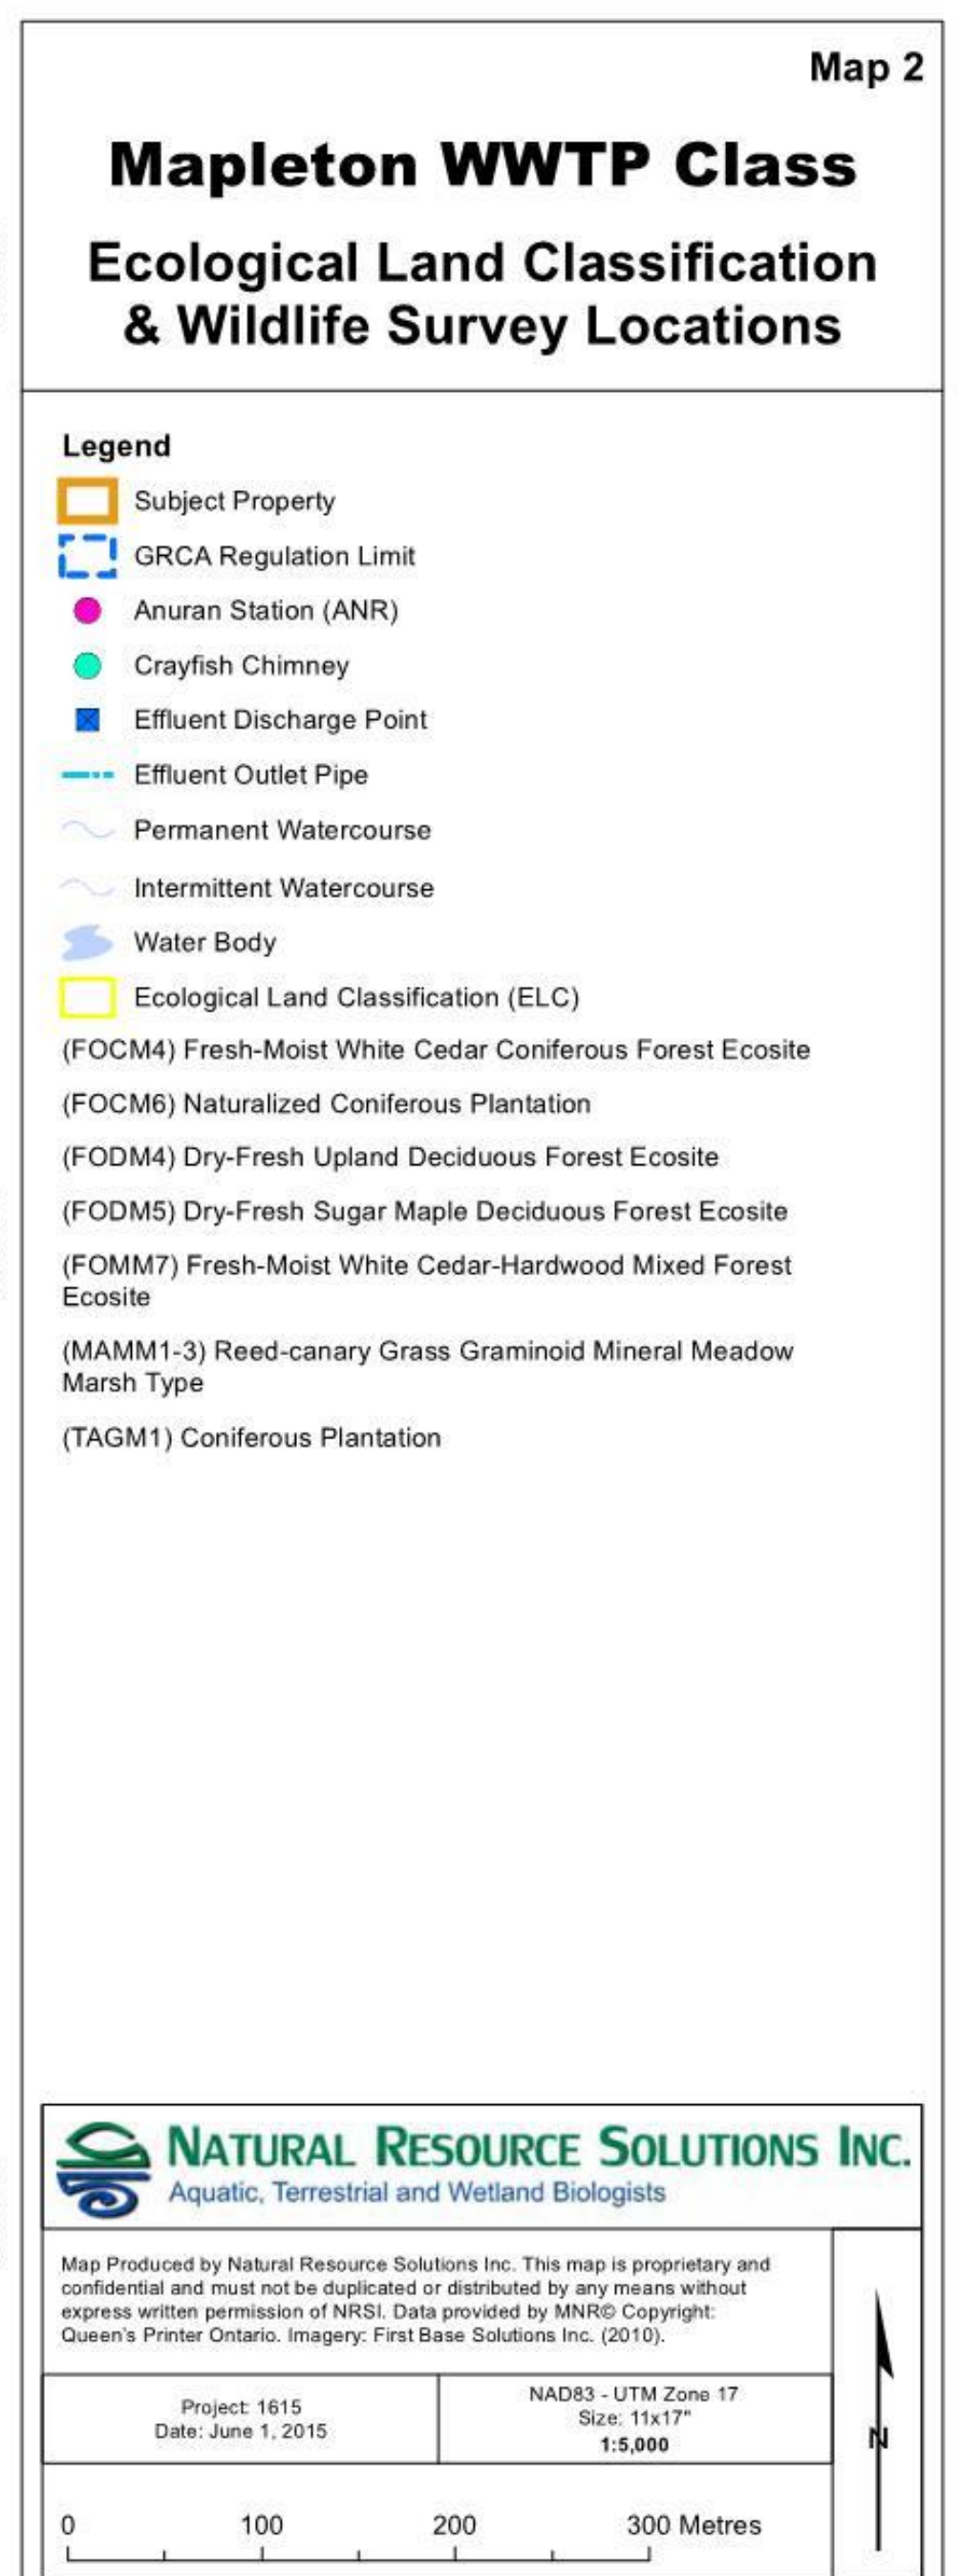 Map 2
Mapleton WWTP Class
Ecological Land Classification
& Wildlife Survey Locations
Legend
Subject Property
GRCA Regulation Limit
Anuran Station (ANR)
Crayfish Chimney
Effluent Discharge Point
Effluent Outlet Pipe
Permanent Watercourse
Intermittent Watercourse
Water Body
Ecological Land Classification (ELC)
(FOCM4) Fresh-Moist White Cedar Coniferous Forest Ecosite
(FOCM6) Naturalized Coniferous Plantation
(FODM4) Dry-Fresh Upland Deciduous Forest Ecosite
(FODM5) Dry-Fresh Sugar Maple Deciduous Forest Ecosite
(FOMM7) Fresh-Moist White Cedar-Hardwood Mixed Forest
Ecosite
(MAMM1-3) Reed-canary Grass Graminoid Mineral Meadow
Marsh Type
(TAGM1) Coniferous Plantation
NATURAL RESOURCE SOLUTIONS INC.
Aquatic, Terrestrial and Wetland Biologists
Map Produced by Natural Resource Solutions Inc. This map is proprietary and
confidential and must not be duplicated or distributed by any means without
express written permission of NRSI. Data provided by MNR© Copyright:
Queen's Printer Ontario. Imagery: First Base Solutions Inc. (2010).
Project: 1615
Date: June 1, 2015
NAD83 - UTM Zone 17
Size: 11x17"
1:5,000
N
0 100 200 300 Metres